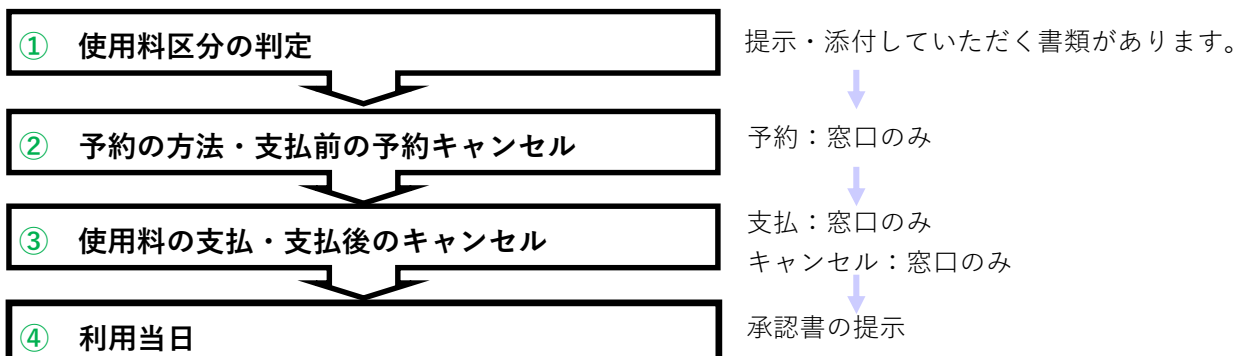 ① 使用料区分の判定
提示・添付していただく書類があります。
② 予約の方法・支払前の予約キャンセル
予約：窓口のみ
③ 使用料の支払・支払後のキャンセル
支払：窓口のみ
キャンセル：窓口のみ
④ 利用当日
承認書の提示